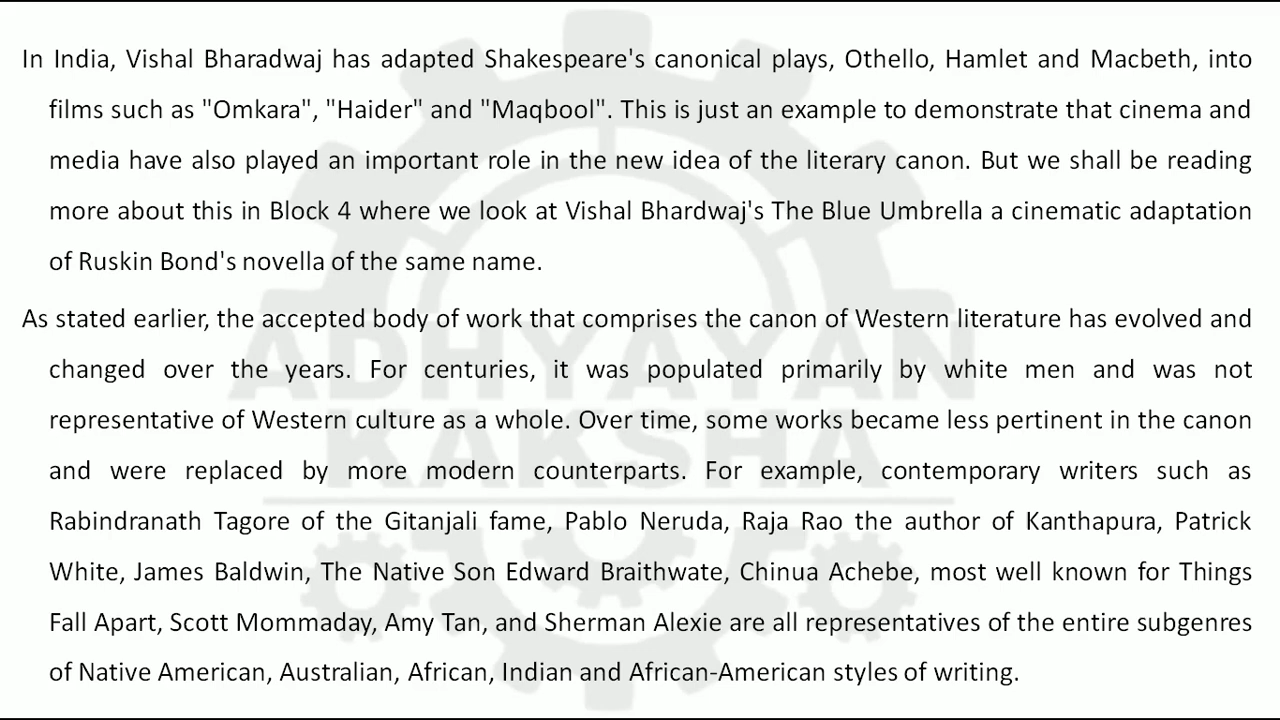 In India, Vishal Bharadwaj has adapted Shakespeare's canonical plays, Othello, Hamlet and Macbeth, into
films such as "Omkara", "Haider" and "Maqbool". This is just an example to demonstrate that cinema and
media have also played an important role in the new idea of the literary canon. But we shall be reading
more about this in Block 4 where we look at Vishal Bhardwaj's The Blue Umbrella a cinematic adaptation
of Ruskin Bond's novella of the same name.
As stated earlier, the accepted body of work that comprises the canon of Western literature has evolved and
changed over the years. For centuries, it was populated primarily by white men and was not
representative of Western culture as a whole. Over time, some works became less pertinent in the canon
and were replaced by more modern counterparts. For example, contemporary writers such as
Rabindranath Tagore of the Gitanjali fame, Pablo Neruda, Raja Rao the author of Kanthapura, Patrick
White, James Baldwin, The Native Son Edward Braithwate, Chinua Achebe, most well known for Things
Fall Apart, Scott Mommaday, Amy Tan, and Sherman Alexie are all representatives of the entire subgenres
of Native American, Australian, African, Indian and African-American styles of writing.
ADHYAYAN
KAKSHA